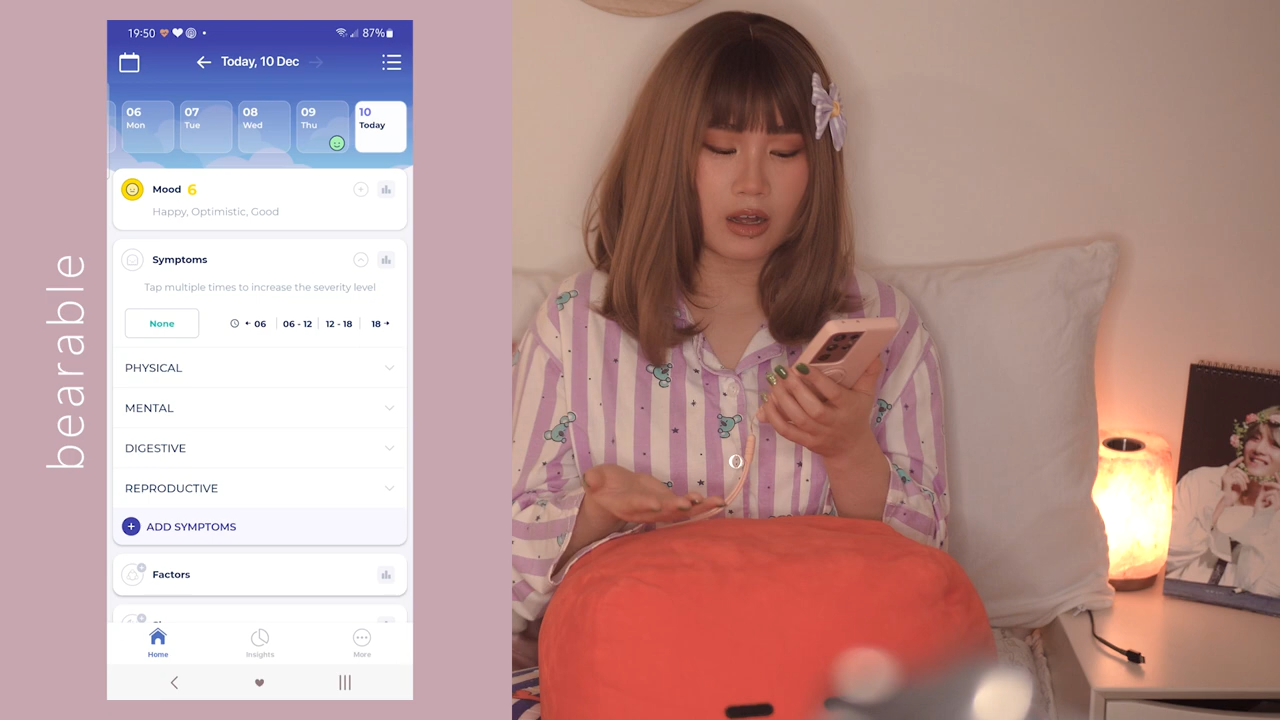 bearable
19:50 87%
Today, 10 Dec
06 07 08 09 10
Mon Tue Wed Thu Today
Mood 6
Happy, Optimistic, Good
Symptoms
Tap multiple times to increase the severity level
None 06 06 - 12 12 - 18 18
PHYSICAL
MENTAL
DIGESTIVE
REPRODUCTIVE
ADD SYMPTOMS
Factors
Home Insights More